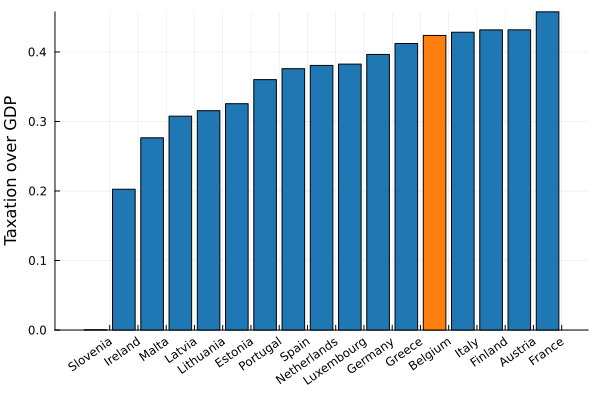 Taxation over GDP
0.4
0.3
0.2
0.1
0.0
Slovenia
Ireland
Malta
Latvia
Lithuania
Estonia
Portugal
Spain
Netherlands
Luxembourg
Germany
Greece
Belgium
Italy
Finland
Austria
France